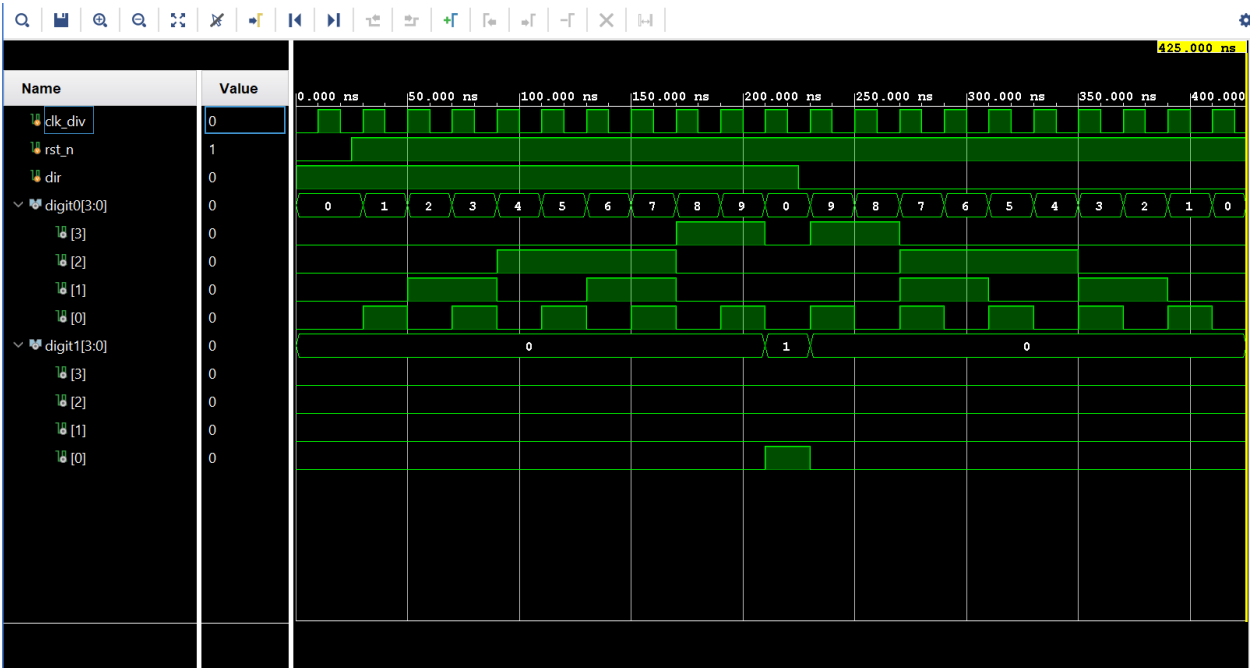 425.000 ns
Name Value
0.000 ns 50.000 ns 100.000 ns 150.000 ns 200.000 ns 250.000 ns 300.000 ns 350.000 ns 400.000
clk_div 0
rst_n 1
dir 0
digit0[3:0] 0 0 1 2 3 4 5 6 7 8 9 0 9 8 7 6 5 4 3 2 1 0
[3] 0
[2] 0
[1] 0
[0] 0
digit1[3:0] 0 0 1 0
[3] 0
[2] 0
[1] 0
[0] 0